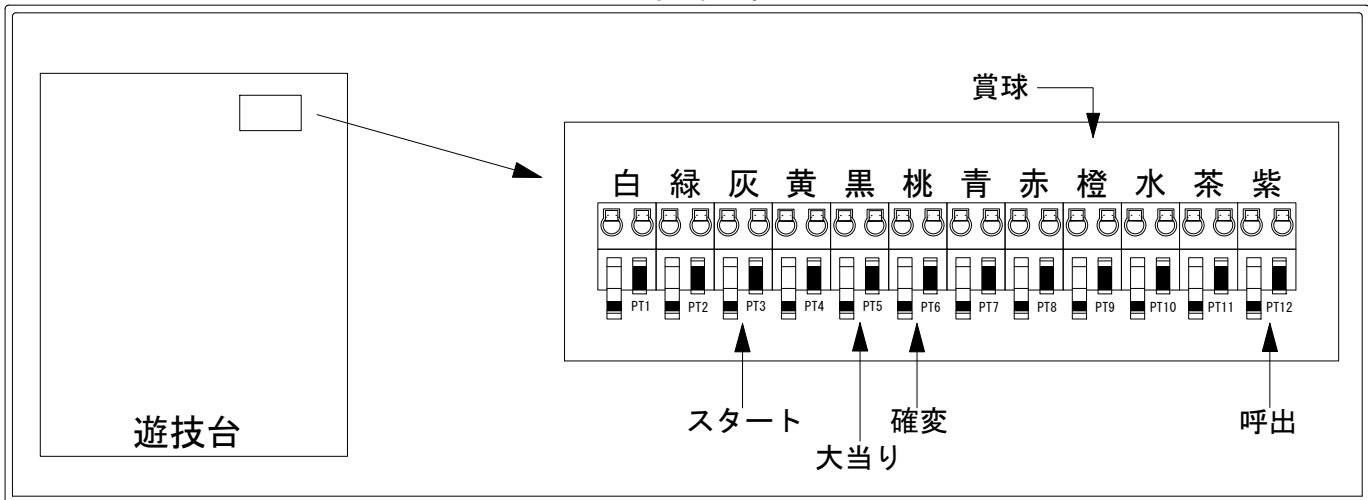 賞球
白 緑 灰 黄 黒 桃 青 赤 橙 水 茶 紫
PT1 PT2 PT3 PT4 PT5 PT6 PT7 PT8 PT9 PT10 PT11 PT12
スタート 確変 呼出
大当り
遊技台